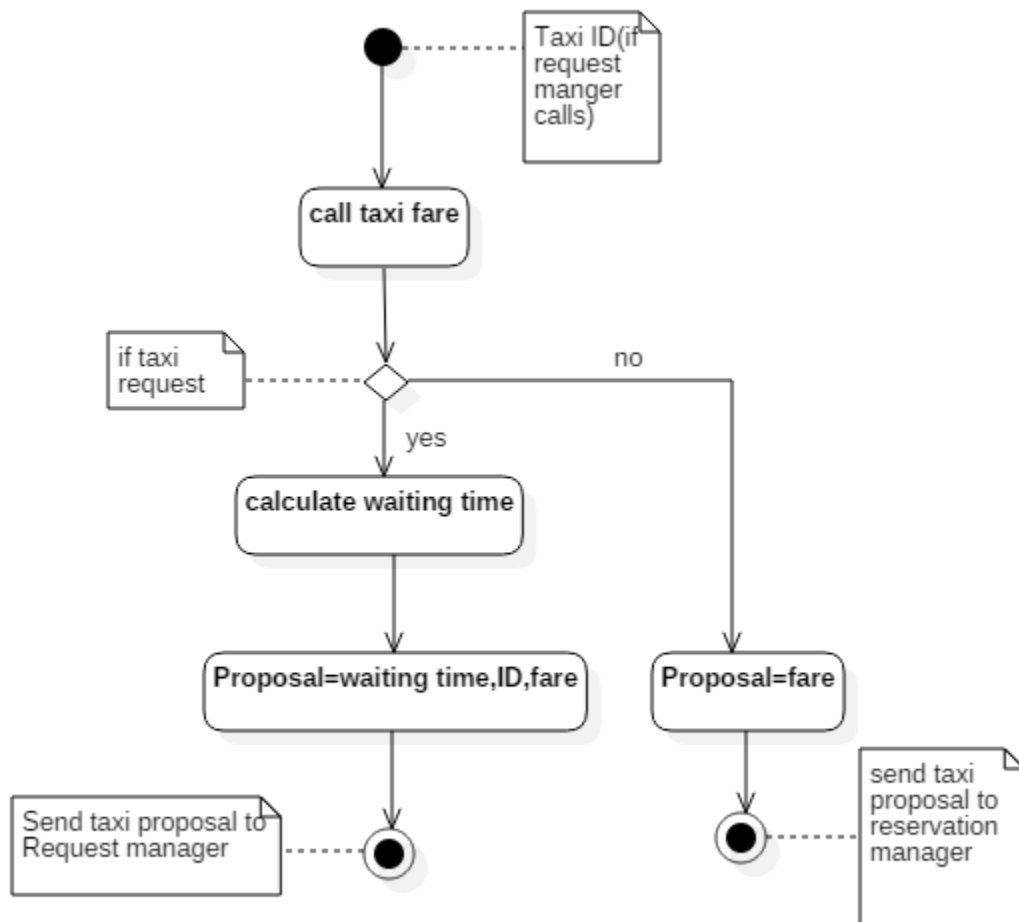 Taxi ID(if
request
manger
calls)
call taxi fare
if taxi
request
no
yes
calculate waiting time
Proposal=waiting time,ID,fare
Proposal=fare
Send taxi proposal to
Request manager
send taxi
proposal to
reservation
manager